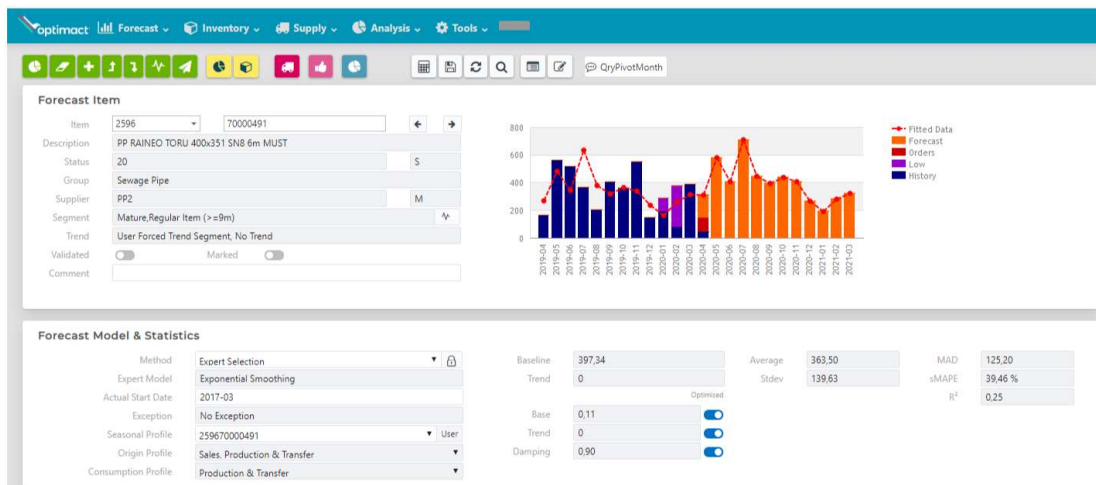 optimact Forecast Inventory Supply Analysis Tools
QryPivotMonth
Forecast Item
Item 2596 70000491
Description PP RAINEO TORU 400x351 SN8 6m MUST
Status 20 S
Group Sewage Pipe
Supplier PP2 M
Segment Mature,Regular Item (>=9m)
Trend User Forced Trend Segment, No Trend
Validated Marked
Comment
800
600
400
200
0
2019-04
2019-05
2019-06
2019-07
2019-08
2019-09
2019-10
2019-11
2019-12
2020-01
2020-02
2020-03
2020-04
2020-05
2020-06
2020-07
2020-08
2020-09
2020-10
2020-11
2020-12
2021-01
2021-02
2021-03
Fitted Data
Forecast
Orders
Low
History
Forecast Model & Statistics
Method Expert Selection
Expert Model Exponential Smoothing
Actual Start Date 2017-03
Exception No Exception
Seasonal Profile 259670000491 User
Origin Profile Sales, Production & Transfer
Consumption Profile Production & Transfer
Baseline 397,34
Trend 0
Optimized
Base 0,11
Trend 0
Damping 0,90
Average 363,50
Stdev 139,63
MAD 125,20
sMAPE 39,46 %
R² 0,25